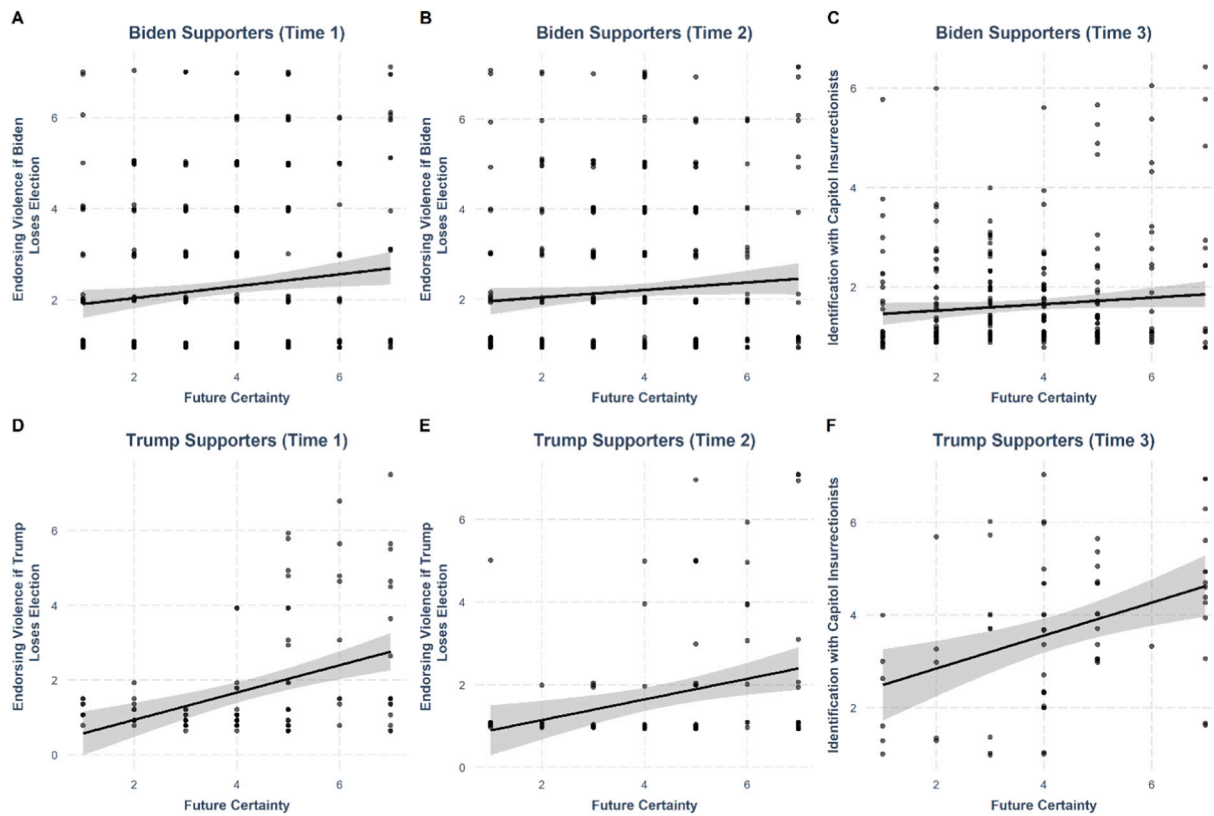 A
Biden Supporters (Time 1)
Endorsing Violence if Biden
Loses Election
6
4
2
2
4
6
Future Certainty
B
Biden Supporters (Time 2)
Endorsing Violence if Biden
Loses Election
6
4
2
2
4
6
Future Certainty
C
Biden Supporters (Time 3)
Identification with Capitol Insurrectionists
6
4
2
2
4
6
Future Certainty
D
Trump Supporters (Time 1)
Endorsing Violence if Trump
Loses Election
6
4
2
0
2
4
6
Future Certainty
E
Trump Supporters (Time 2)
Endorsing Violence if Trump
Loses Election
6
4
2
0
2
4
6
Future Certainty
F
Trump Supporters (Time 3)
Identification with Capitol Insurrectionists
6
4
2
2
4
6
Future Certainty